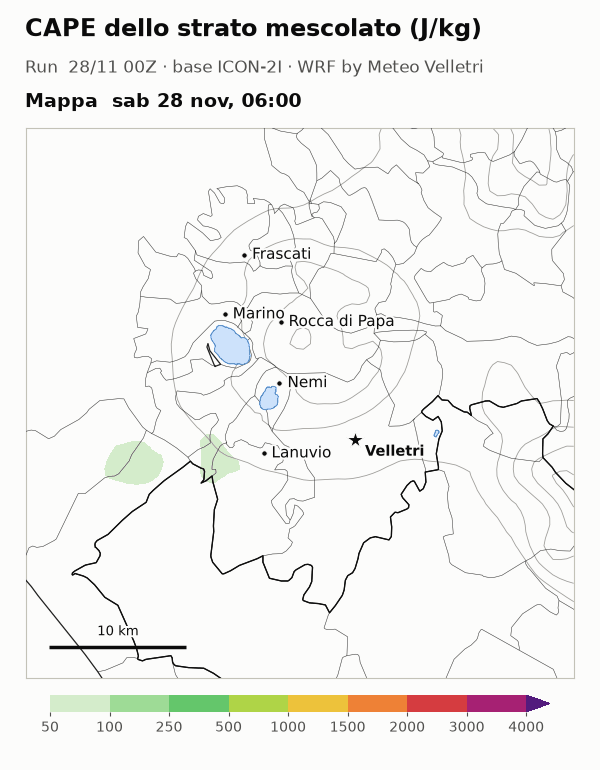 CAPE dello strato mescolato (J/kg)
Run  28/11 00Z · base ICON-2I · WRF by Meteo Velletri
Mappa  sab 28 nov, 06:00
Frascati
Marino
Rocca di Papa
Nemi
Velletri
Lanuvio
10 km
50 100 250 500 1000 1500 2000 3000 4000